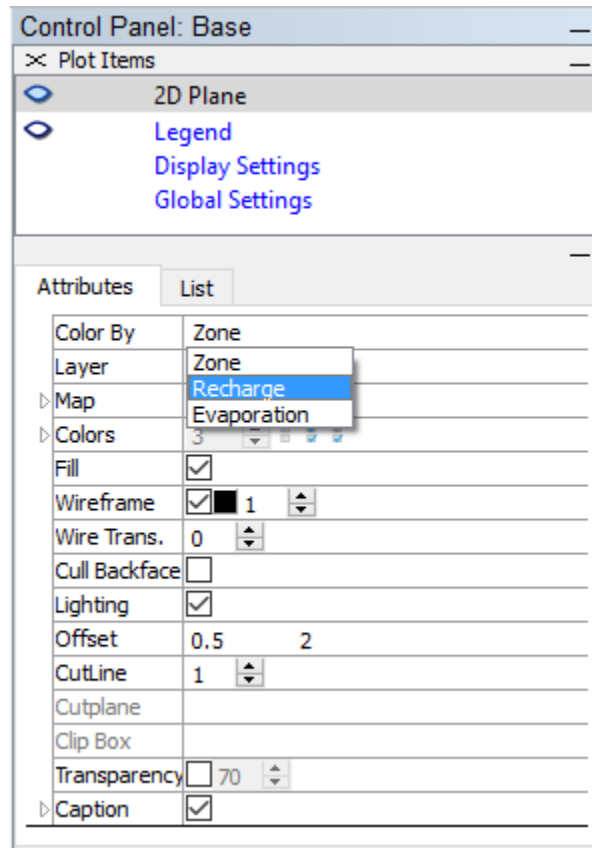 Control Panel: Base
Plot Items
2D Plane
Legend
Display Settings
Global Settings
Attributes List
Color By Zone
Layer Zone
Recharge
Map
Evaporation
Colors 3
Fill
Wireframe 1
Wire Trans. 0
Cull Backface
Lighting
Offset 0.5 2
CutLine 1
Cutplane
Clip Box
Transparency 70
Caption